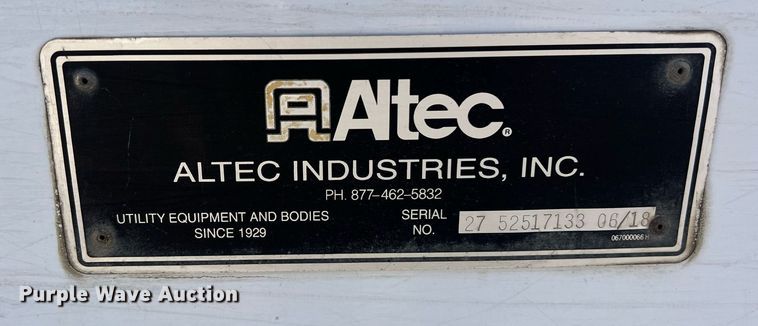 Altec®
ALTEC INDUSTRIES, INC.
PH. 877-462-5832
UTILITY EQUIPMENT AND BODIES
SINCE 1929
SERIAL NO. 27 52517133 06/18
067000066 H
Purple Wave Auction